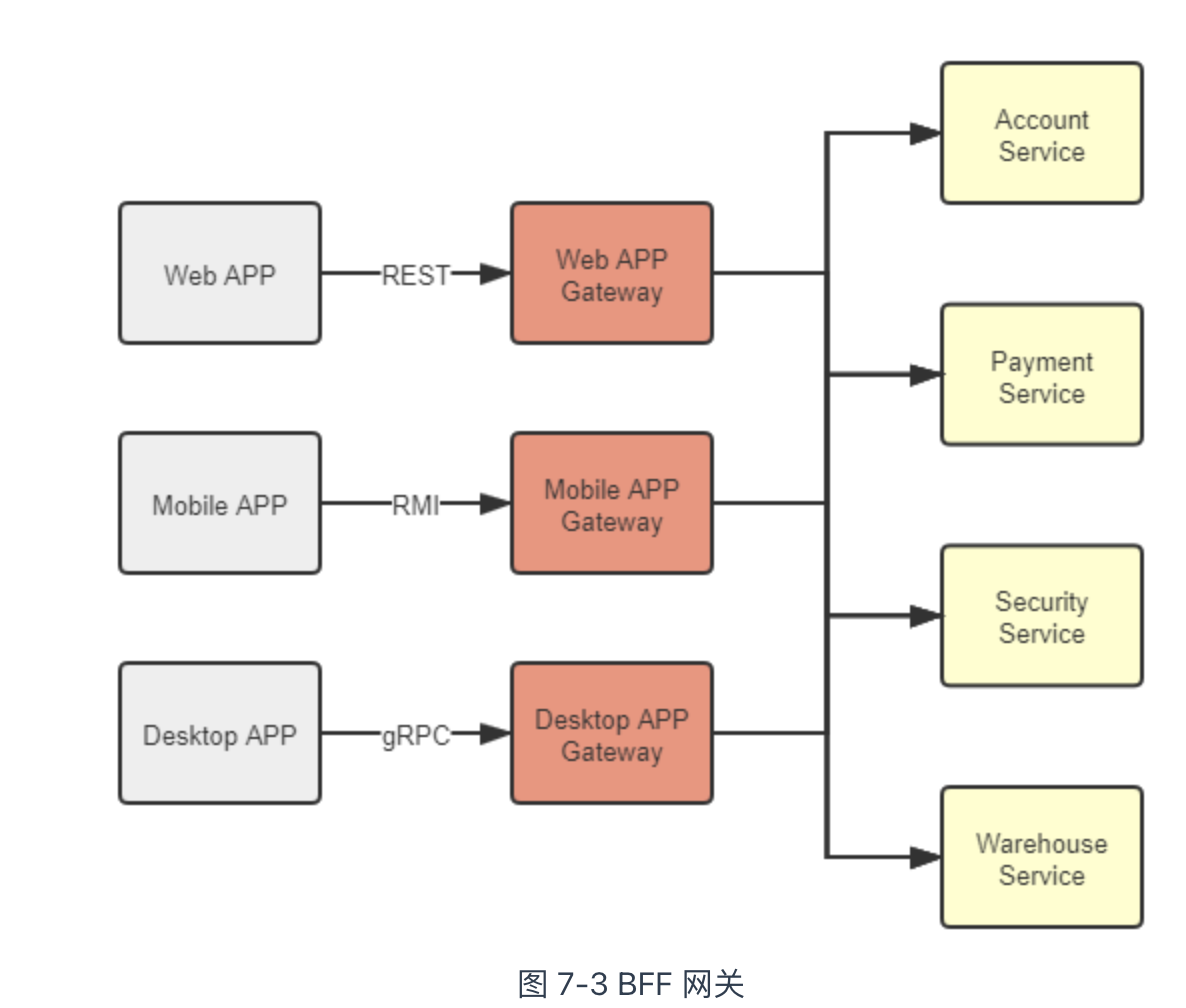 Account
Service
Web APP
REST
Web APP
Gateway
Payment
Service
Mobile APP
RMI
Mobile APP
Gateway
Security
Service
Desktop APP
gRPC
Desktop APP
Gateway
Warehouse
Service
图 7-3 BFF 网关